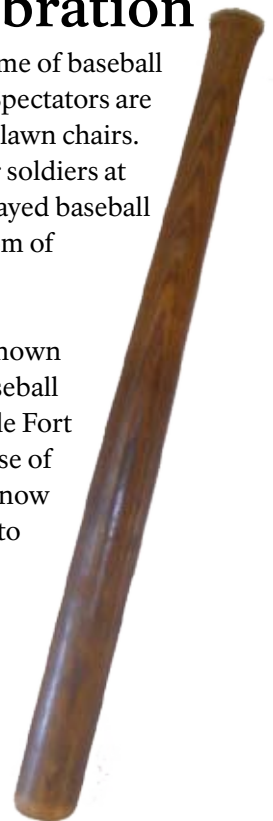 bration
me of baseball
pectators are
lawn chairs.
soldiers at
ayed baseball
m of
nown
seball
le Fort
se of
now
to